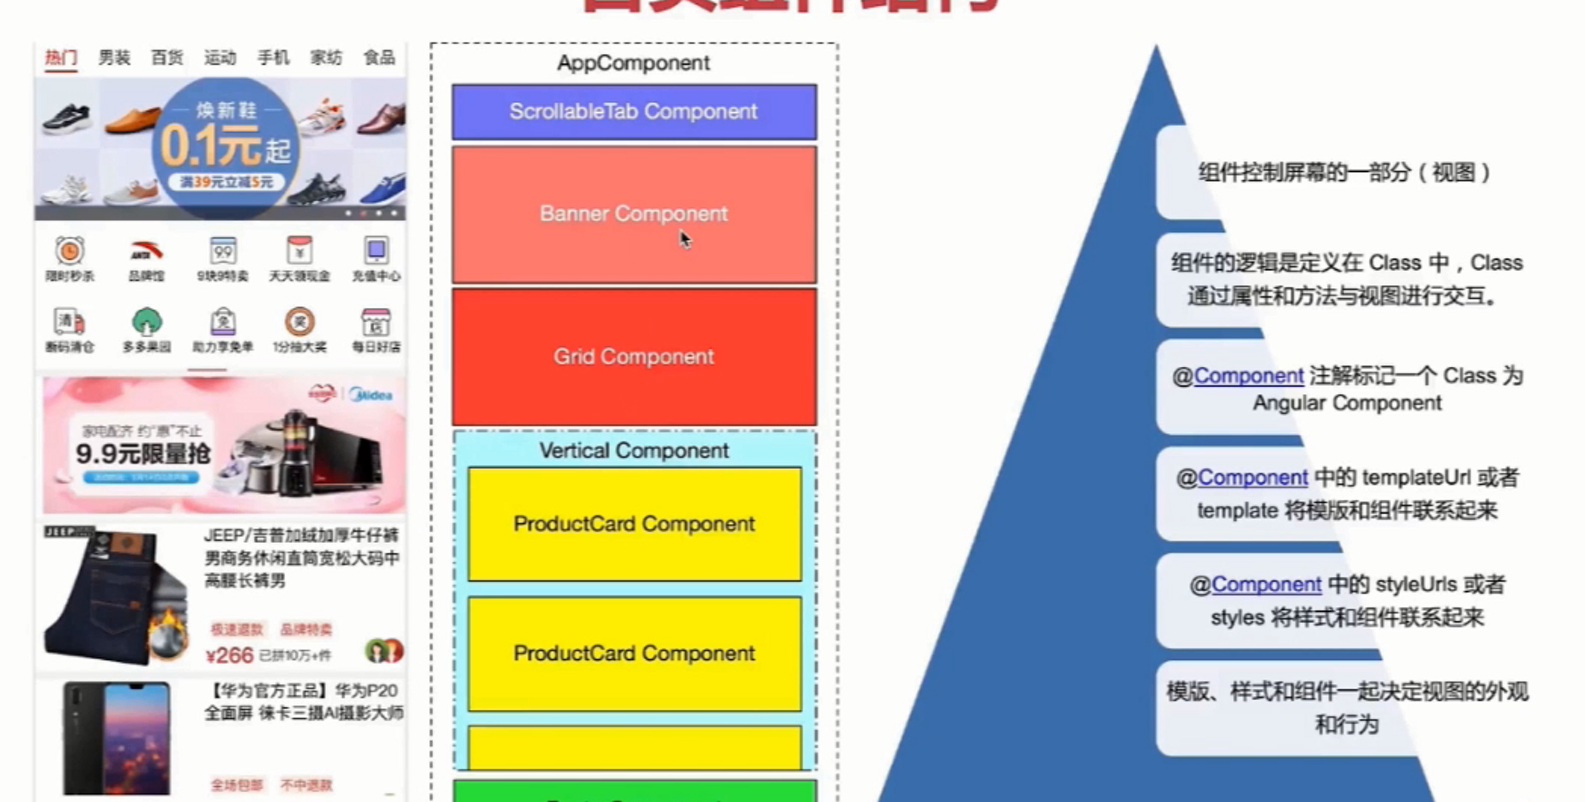 首页组件结构
热门 男装 百货 运动 手机 家纺 食品
焕新鞋
0.1元起
满39元立减5元
限时秒杀 品牌馆 9块9特卖 天天领现金 充值中心
断码清仓 多多果园 助力享免单 1分抽大奖 每日好店
Midea
家电配齐 约“惠”不止
9.9元限量抢
JEEP
JEEP/吉普加绒加厚牛仔裤
男商务休闲直筒宽松大码中
高腰长裤男
极速退款 品牌特卖
¥266 已拼10万+件
【华为官方正品】华为P20
全面屏 徕卡三摄AI摄影大师
全场包邮 不中退款
AppComponent
ScrollableTab Component
Banner Component
Grid Component
Vertical Component
ProductCard Component
ProductCard Component
组件控制屏幕的一部分（视图）
组件的逻辑是定义在 Class 中，Class
通过属性和方法与视图进行交互。
@Component 注解标记一个 Class 为
Angular Component
@Component 中的 templateUrl 或者
template 将模版和组件联系起来
@Component 中的 styleUrls 或者
styles 将样式和组件联系起来
模版、样式和组件一起决定视图的外观
和行为